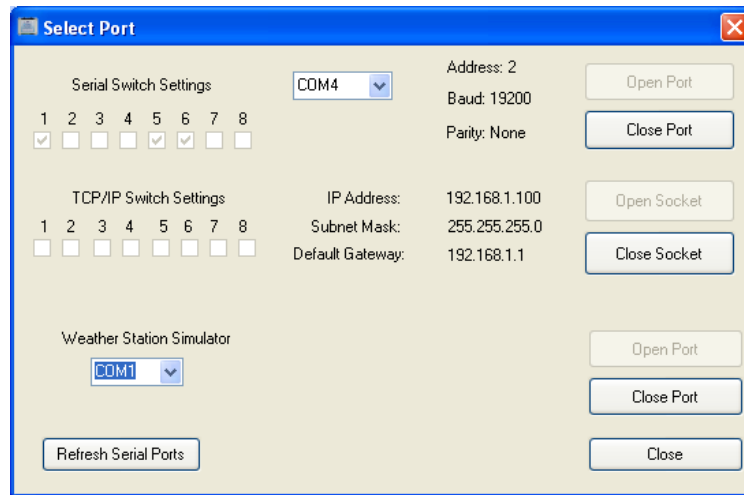 Select Port
Serial Switch Settings
1 2 3 4 5 6 7 8
COM4
Address: 2
Baud: 19200
Parity: None
Open Port
Close Port
TCP/IP Switch Settings
1 2 3 4 5 6 7 8
IP Address: 192.168.1.100
Subnet Mask: 255.255.255.0
Default Gateway: 192.168.1.1
Open Socket
Close Socket
Weather Station Simulator
COM1
Open Port
Close Port
Refresh Serial Ports
Close